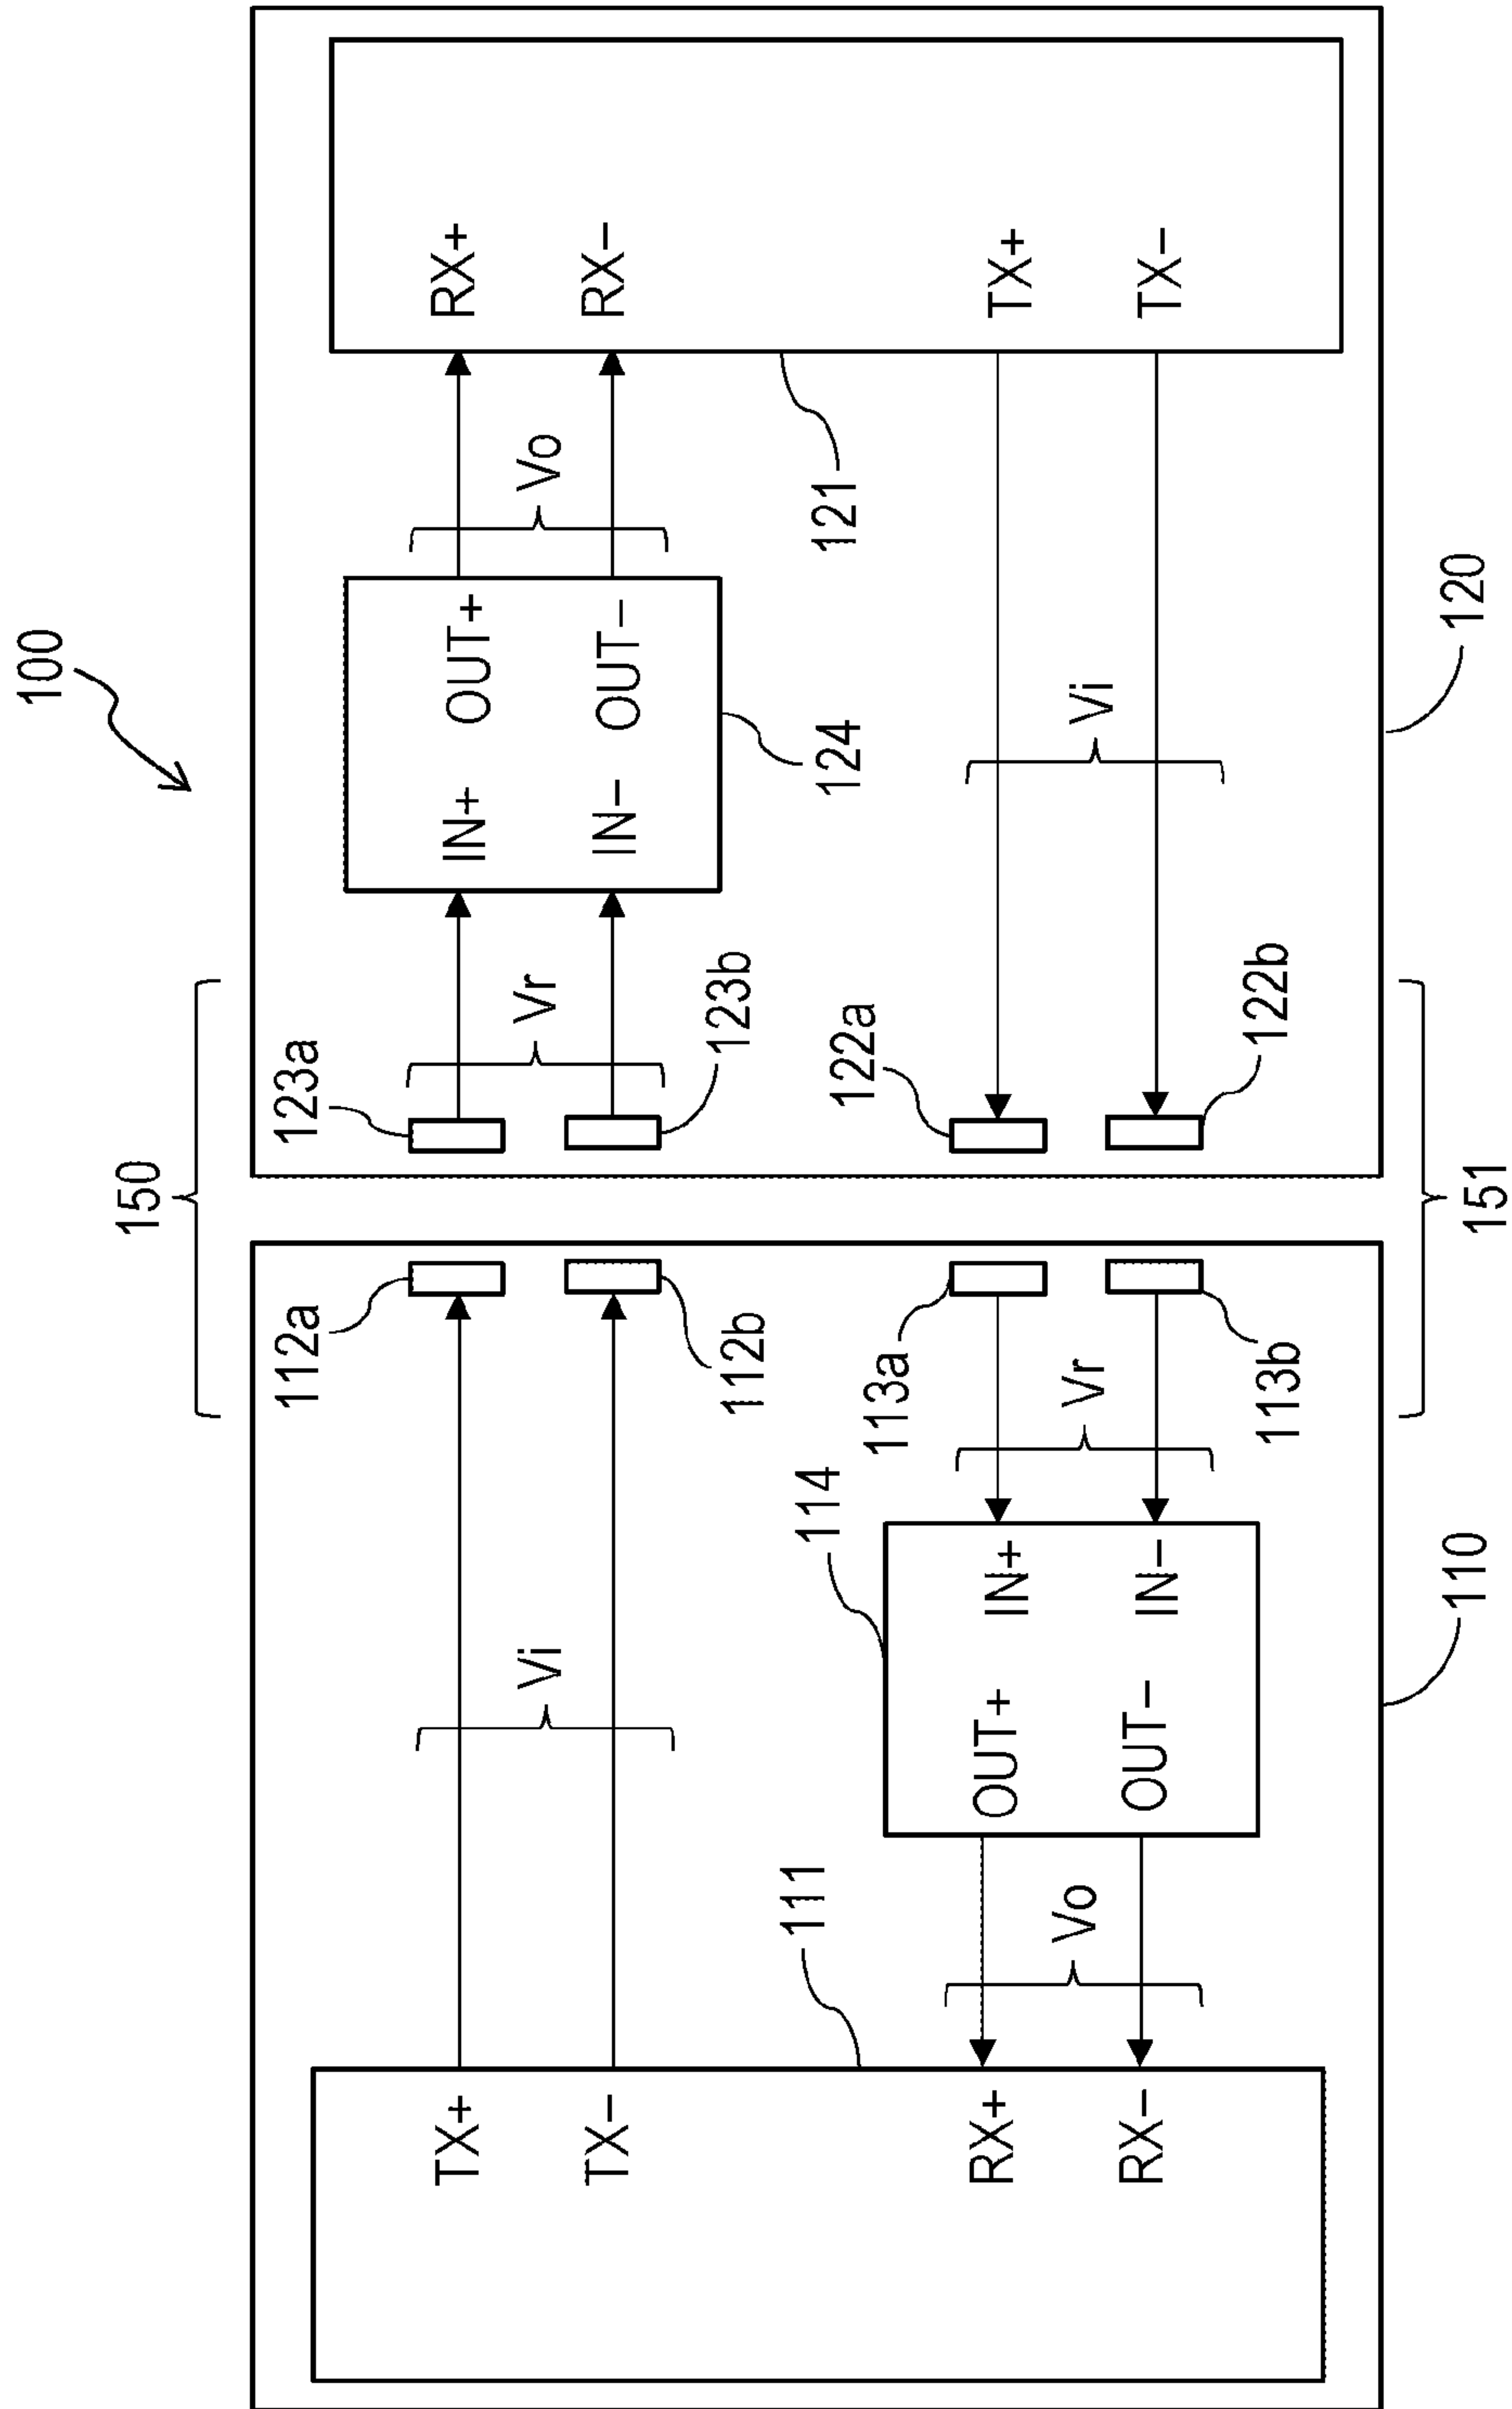 100
150
112a
123a
TX+
Vi
Vr
IN+
OUT+
Vo
RX+
TX−
IN−
OUT−
RX−
112b
123b
111
114
113a
122a
124
121
RX+
Vo
OUT+
IN+
Vr
Vi
TX+
RX−
OUT−
IN−
TX−
113b
122b
110
151
120